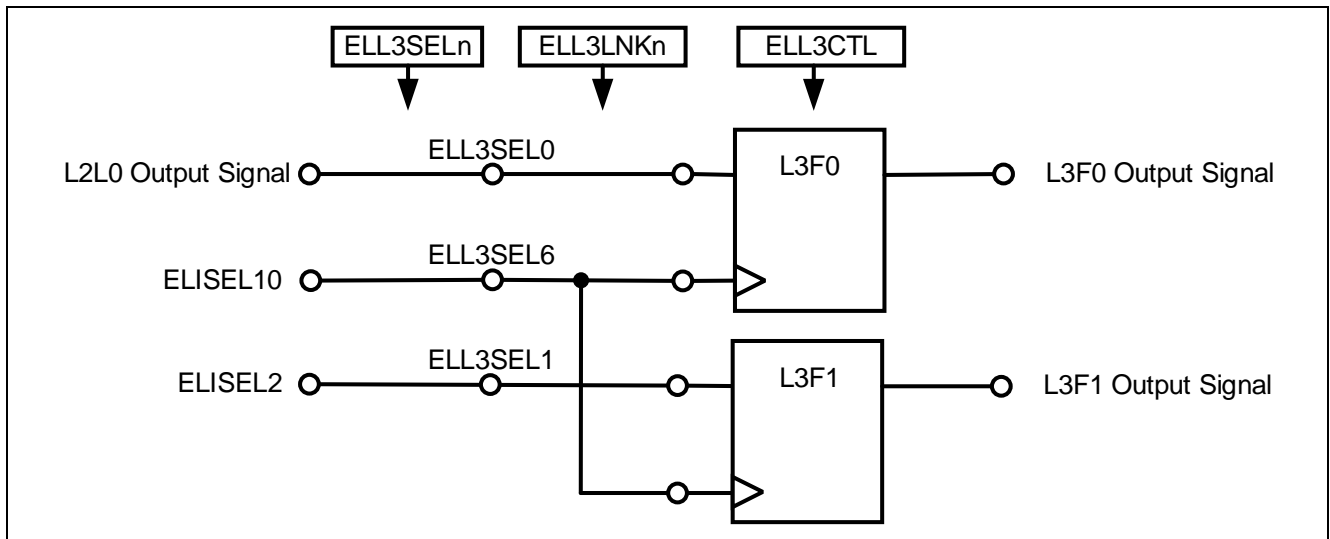 ELL3SELn
ELL3LNKn
ELL3CTL
ELL3SEL0
L3F0
L2L0 Output Signal
L3F0 Output Signal
ELL3SEL6
ELISEL10
ELL3SEL1
L3F1
ELISEL2
L3F1 Output Signal